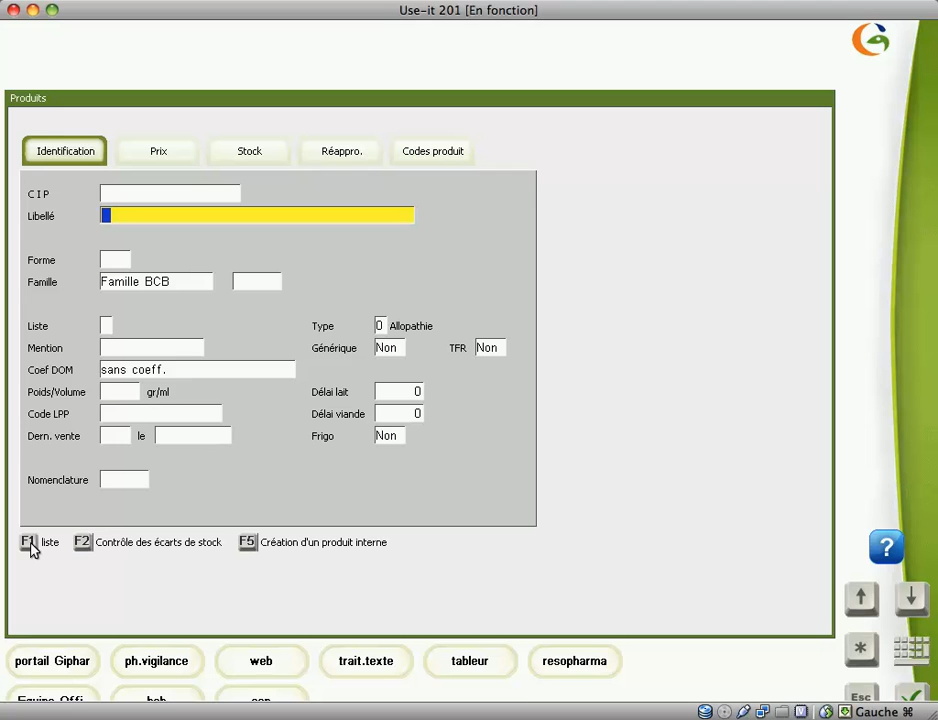 Use-it 201 [En fonction]
Produits
Identification Prix Stock Réappro. Codes produit
C I P
Libellé
Forme
Famille Famille BCB
Liste Type 0 Allopathie
Mention Générique Non TFR Non
Coef DOM sans coeff.
Poids/Volume gr/ml Délai lait 0
Code LPP Délai viande 0
Dern. vente le Frigo Non
Nomenclature
F1 liste F2 Contrôle des écarts de stock F5 Création d'un produit interne
?
portail Giphar ph.vigilance web trait.texte tableur resopharma
*
Equipe Offi
Esc
Gauche ⌘